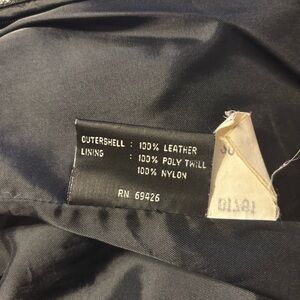 OUTERSHELL : 100% LEATHER
LINING : 100% POLY TWILL
100% NYLON
RN 69426